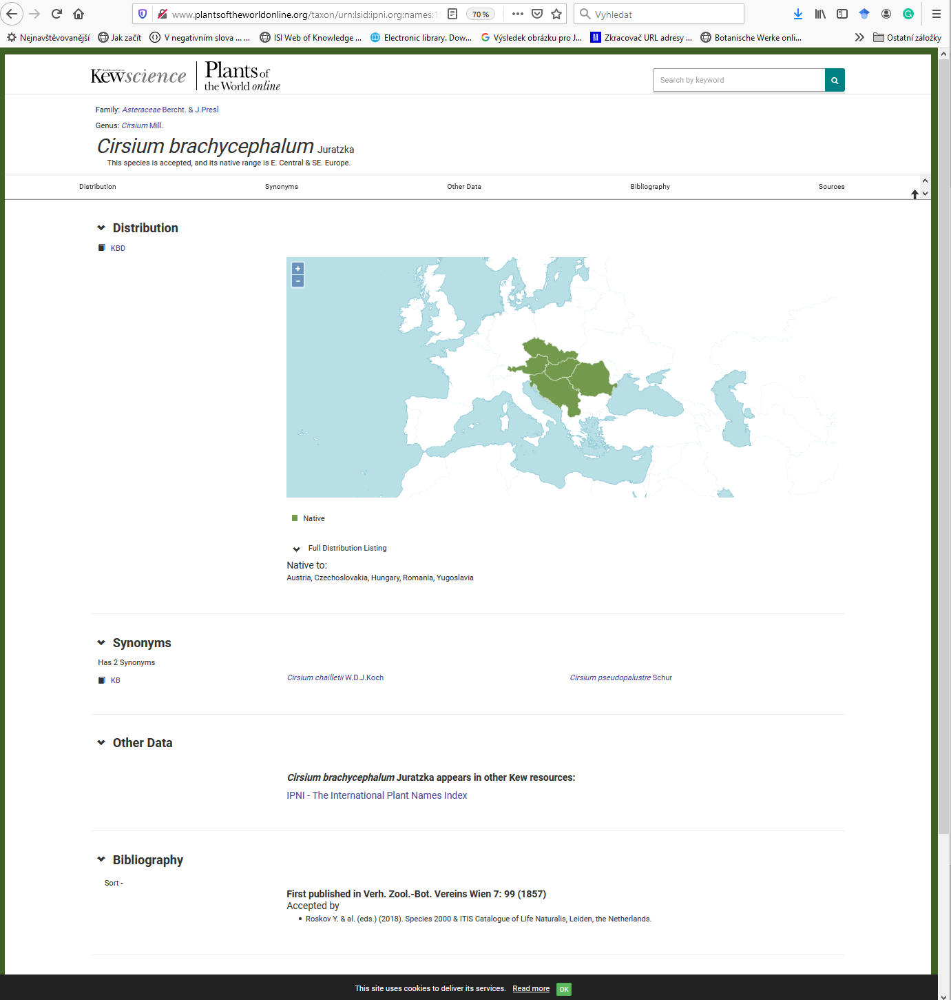 www.plantsoftheworldonline.org/taxon/urn:lsid:ipni.org:names:1
70 %
Vyhledat
Nejnavštěvovanější
Jak začít
V negativním slova ... ...
ISI Web of Knowledge ...
Electronic library. Dow...
Výsledek obrázku pro J...
Zkracovač URL adresy ...
Botanische Werke onli...
Ostatní záložky
Kewscience
Plants of
the World online
Search by keyword
Family: Asteraceae Bercht. & J.Presl
Genus: Cirsium Mill.
Cirsium brachycephalum Juratzka
This species is accepted, and its native range is E. Central & SE. Europe.
Distribution
Synonyms
Other Data
Bibliography
Sources
Distribution
KBD
+
−
Native
Full Distribution Listing
Native to:
Austria, Czechoslovakia, Hungary, Romania, Yugoslavia
Synonyms
Has 2 Synonyms
KB
Cirsium chailletii W.D.J.Koch
Cirsium pseudopalustre Schur
Other Data
Cirsium brachycephalum Juratzka appears in other Kew resources:
IPNI - The International Plant Names Index
Bibliography
Sort
First published in Verh. Zool.-Bot. Vereins Wien 7: 99 (1857)
Accepted by
• Roskov Y. & al. (eds.) (2018). Species 2000 & ITIS Catalogue of Life Naturalis, Leiden, the Netherlands.
This site uses cookies to deliver its services. Read more OK